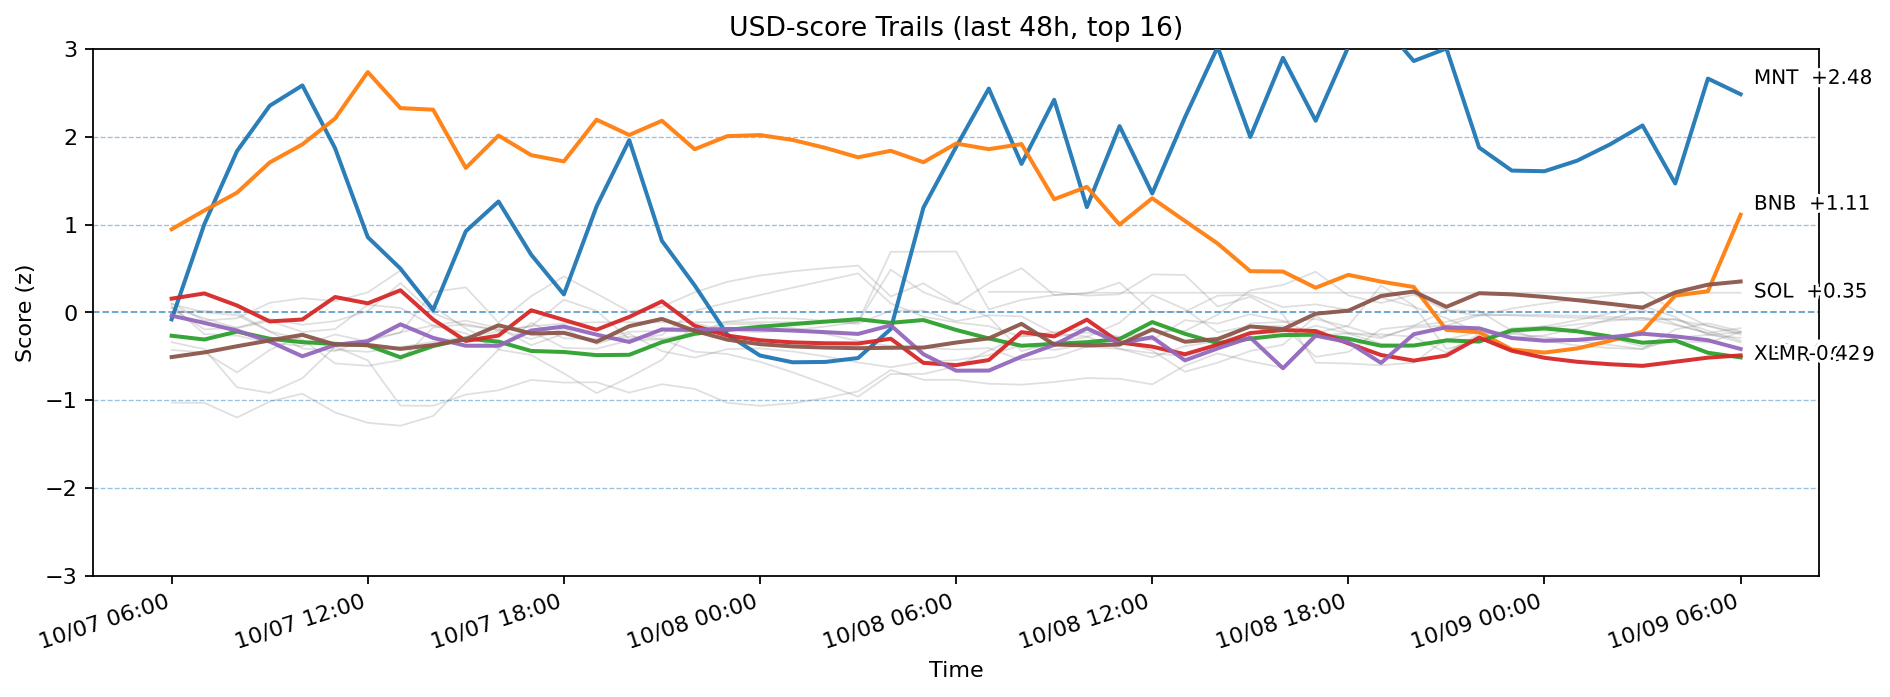 USD-score Trails (last 48h, top 16)
Score (z)
3
2
1
0
−1
−2
−3
MNT +2.48
BNB +1.11
SOL +0.35
10/07 06:00
10/07 12:00
10/07 18:00
10/08 00:00
10/08 06:00
10/08 12:00
10/08 18:00
10/09 00:00
10/09 06:00
Time